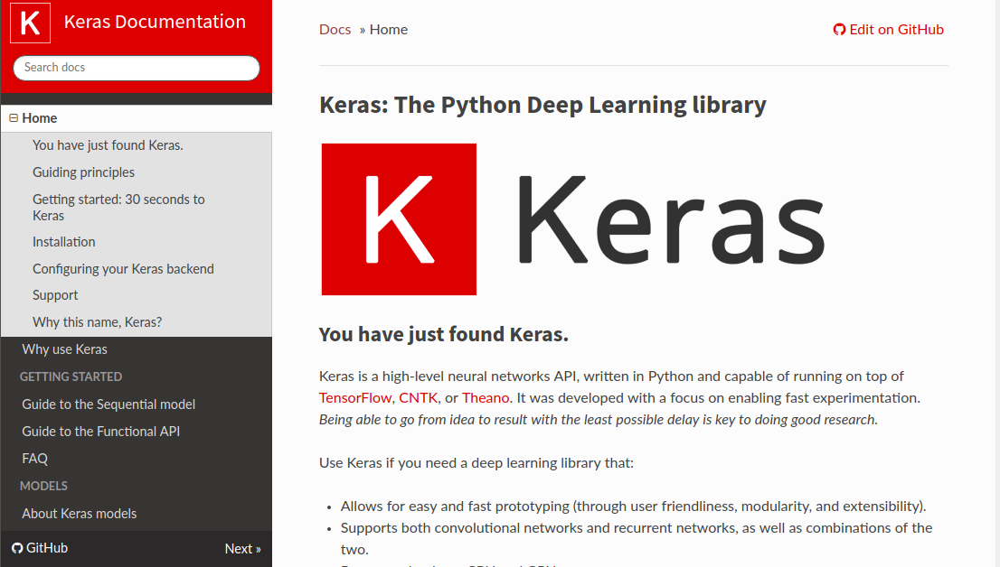 K
Keras Documentation
Search docs
Home
You have just found Keras.
Guiding principles
Getting started: 30 seconds to
Keras
Installation
Configuring your Keras backend
Support
Why this name, Keras?
Why use Keras
GETTING STARTED
Guide to the Sequential model
Guide to the Functional API
FAQ
MODELS
About Keras models
GitHub
Next »
Docs » Home
Edit on GitHub
Keras: The Python Deep Learning library
K Keras
You have just found Keras.
Keras is a high-level neural networks API, written in Python and capable of running on top of
TensorFlow, CNTK, or Theano. It was developed with a focus on enabling fast experimentation.
Being able to go from idea to result with the least possible delay is key to doing good research.
Use Keras if you need a deep learning library that:
• Allows for easy and fast prototyping (through user friendliness, modularity, and extensibility).
• Supports both convolutional networks and recurrent networks, as well as combinations of the
two.